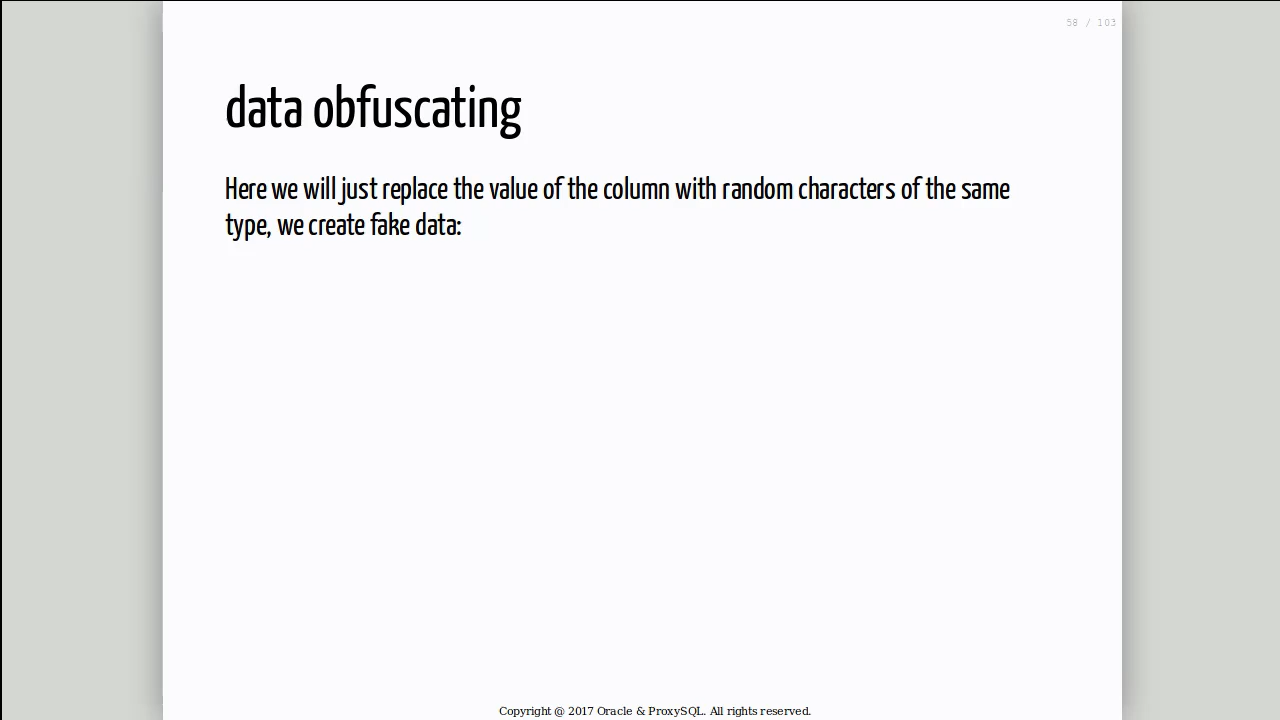 58 / 103
data obfuscating
Here we will just replace the value of the column with random characters of the same
type, we create fake data:
Copyright @ 2017 Oracle & ProxySQL. All rights reserved.